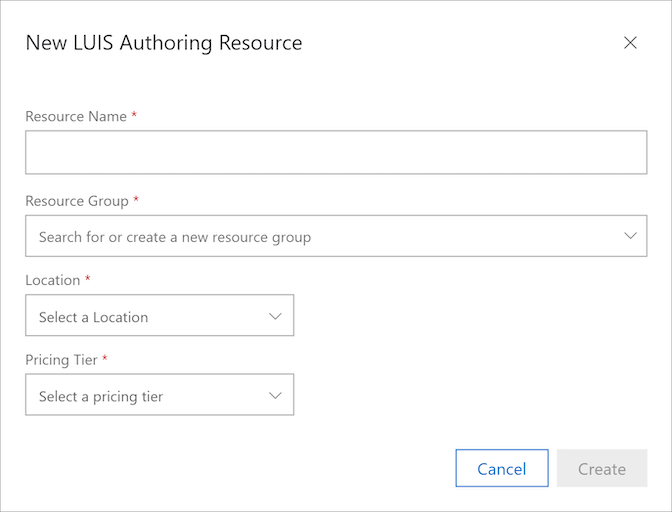 New LUIS Authoring Resource
Resource Name *
Resource Group *
Search for or create a new resource group
Location *
Select a Location
Pricing Tier *
Select a pricing tier
Cancel Create